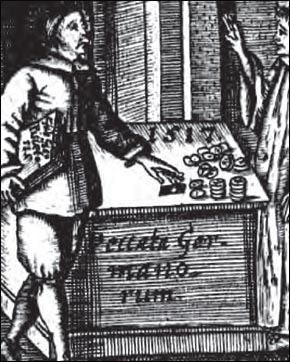 1517
Peccata Ger-
mano-
rum.